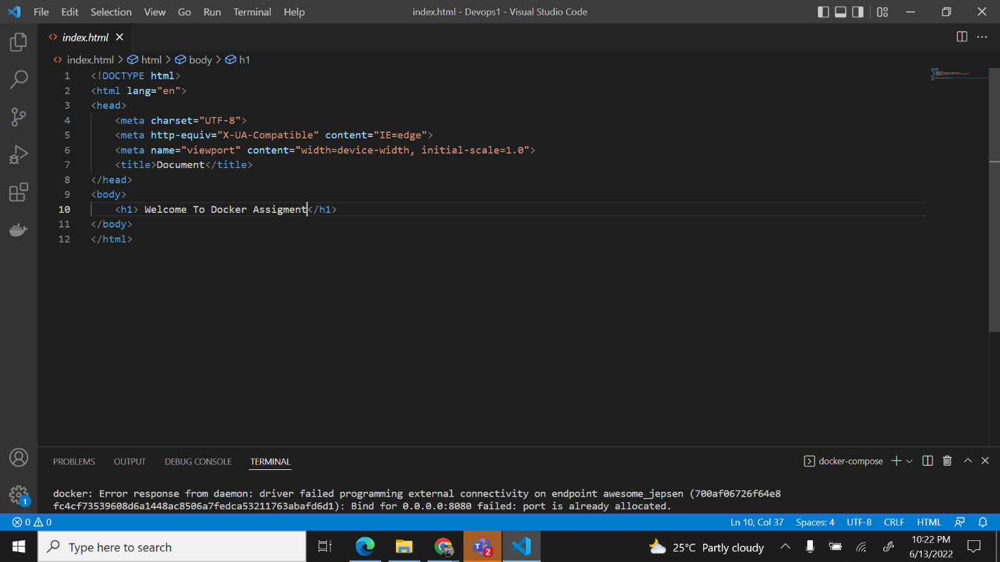 File Edit Selection View Go Run Terminal Help index.html - Devops1 - Visual Studio Code
index.html
index.html > html > body > h1
1 <!DOCTYPE html>
2 <html lang="en">
3 <head>
4 <meta charset="UTF-8">
5 <meta http-equiv="X-UA-Compatible" content="IE=edge">
6 <meta name="viewport" content="width=device-width, initial-scale=1.0">
7 <title>Document</title>
8 </head>
9 <body>
10 <h1> Welcome To Docker Assigment</h1>
11 </body>
12 </html>
PROBLEMS OUTPUT DEBUG CONSOLE TERMINAL docker-compose
docker: Error response from daemon: driver failed programming external connectivity on endpoint awesome_jepsen (700af06726f64e8
fc4cf73539608d6a1448ac8506a7fedca53211763abafd6d1): Bind for 0.0.0.0:8080 failed: port is already allocated.
1
0 0 Ln 10, Col 37 Spaces: 4 UTF-8 CRLF HTML
Type here to search 2 25°C Partly cloudy 10:22 PM
6/13/2022